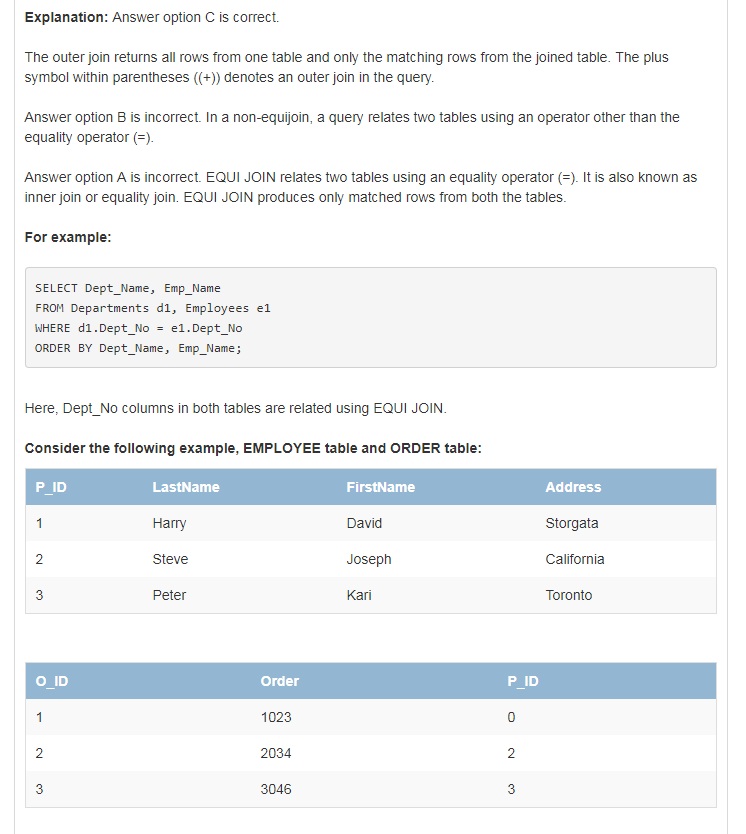 Explanation: Answer option C is correct.
The outer join returns all rows from one table and only the matching rows from the joined table. The plus
symbol within parentheses ((+)) denotes an outer join in the query.
Answer option B is incorrect. In a non-equijoin, a query relates two tables using an operator other than the
equality operator (=).
Answer option A is incorrect. EQUI JOIN relates two tables using an equality operator (=). It is also known as
inner join or equality join. EQUI JOIN produces only matched rows from both the tables.
For example:
SELECT Dept_Name, Emp_Name
FROM Departments d1, Employees e1
WHERE d1.Dept_No = e1.Dept_No
ORDER BY Dept_Name, Emp_Name;
Here, Dept_No columns in both tables are related using EQUI JOIN.
Consider the following example, EMPLOYEE table and ORDER table:
P_ID LastName FirstName Address
1 Harry David Storgata
2 Steve Joseph California
3 Peter Kari Toronto
O_ID Order P_ID
1 1023 0
2 2034 2
3 3046 3